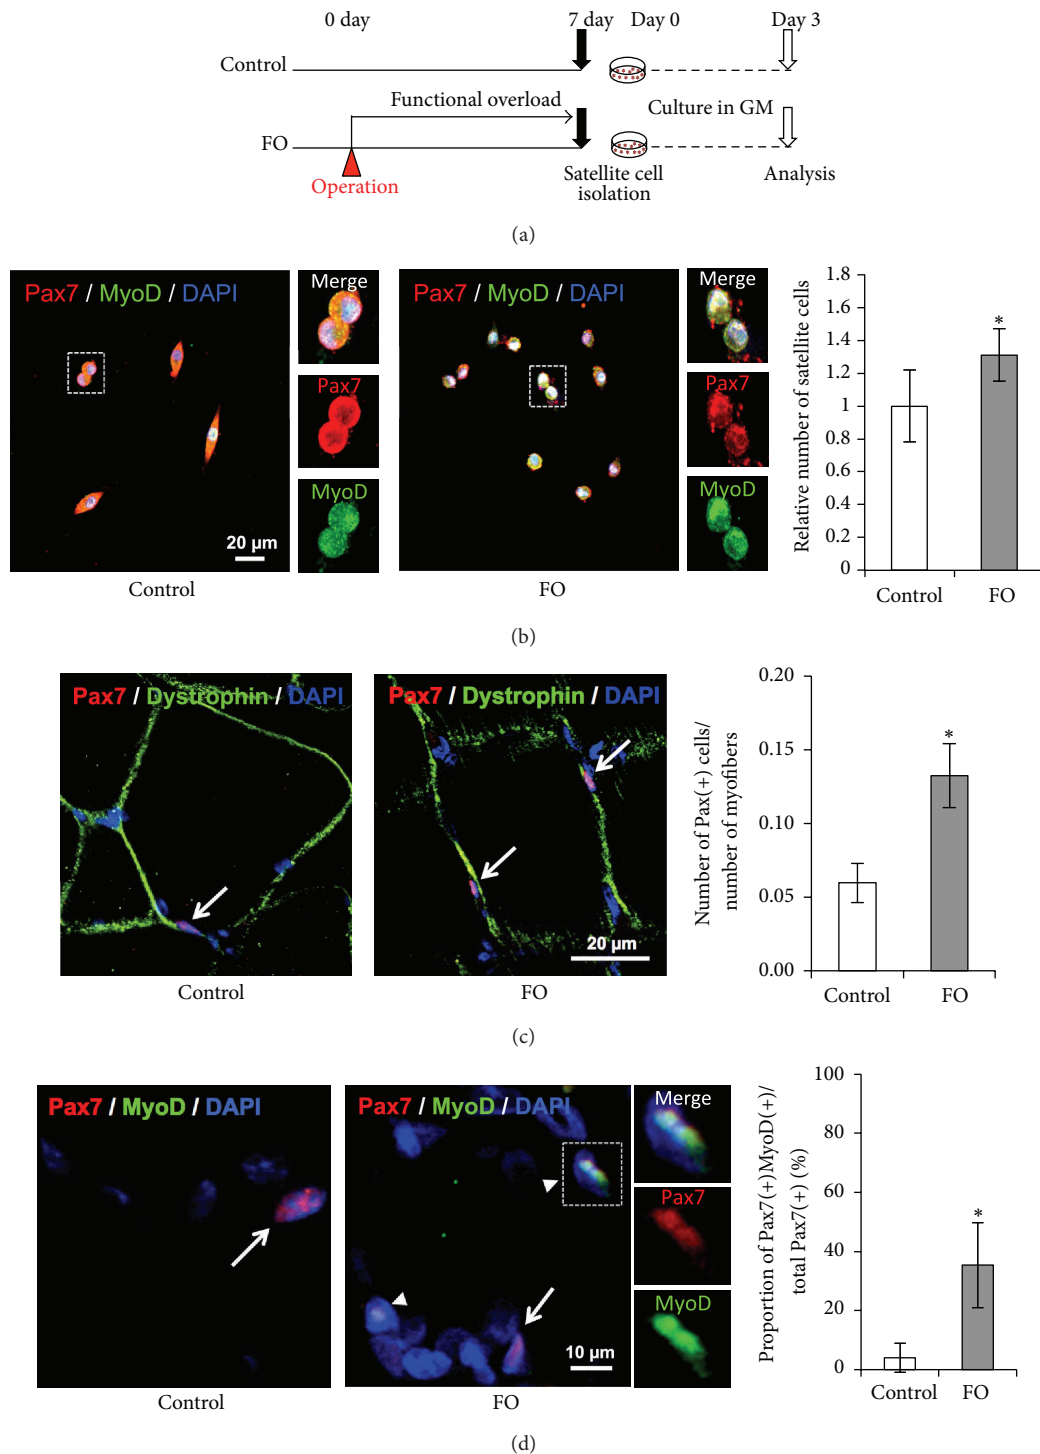 0 day 7 day Day 0 Day 3
Control
Functional overload
Culture in GM
FO
Operation
Satellite cell
isolation
Analysis
(a)
Pax7 / MyoD / DAPI
Merge
Pax7
MyoD
20 µm
Control
Pax7 / MyoD / DAPI
Merge
Pax7
MyoD
FO
Relative number of satellite cells
1.8
1.6
1.4
1.2
1
0.8
0.6
0.4
0.2
0
*
Control FO
(b)
Pax7 / Dystrophin / DAPI
Control
Pax7 / Dystrophin / DAPI
20 µm
FO
Number of Pax(+) cells/
number of myofibers
0.20
0.15
0.10
0.05
0.00
*
Control FO
(c)
Pax7 / MyoD / DAPI
Control
Pax7 / MyoD / DAPI
10 µm
Merge
Pax7
MyoD
FO
Proportion of Pax7(+)MyoD(+)/
total Pax7(+) (%)
100
80
60
40
20
0
*
Control FO
(d)